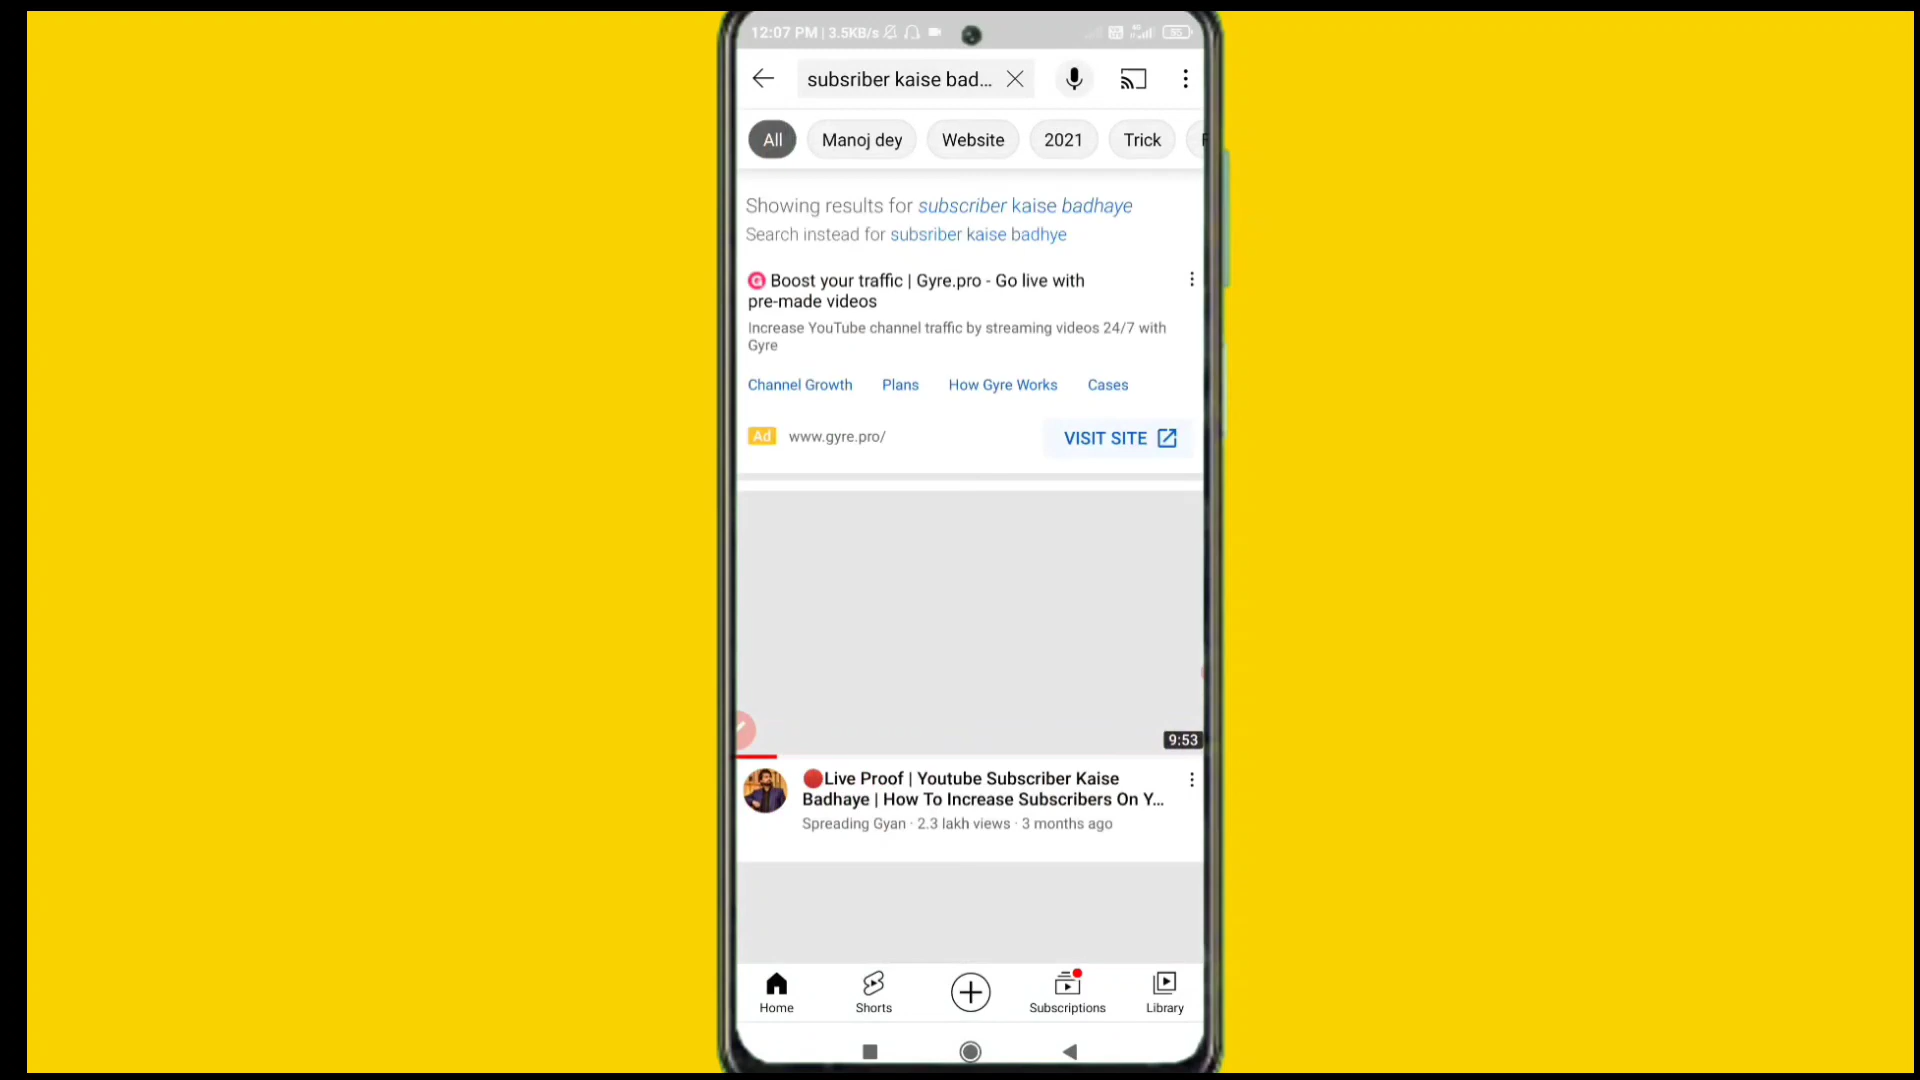 12:07 PM | 3.5KB/s
55
subsriber kaise bad...
All
Manoj dey
Website
2021
Trick
Showing results for subscriber kaise badhaye
Search instead for subsriber kaise badhye
Boost your traffic | Gyre.pro - Go live with
pre-made videos
Increase YouTube channel traffic by streaming videos 24/7 with
Gyre
Channel Growth
Plans
How Gyre Works
Cases
Ad
www.gyre.pro/
VISIT SITE
9:53
Live Proof | Youtube Subscriber Kaise
Badhaye | How To Increase Subscribers On Y...
Spreading Gyan · 2.3 lakh views · 3 months ago
Home
Shorts
Subscriptions
Library